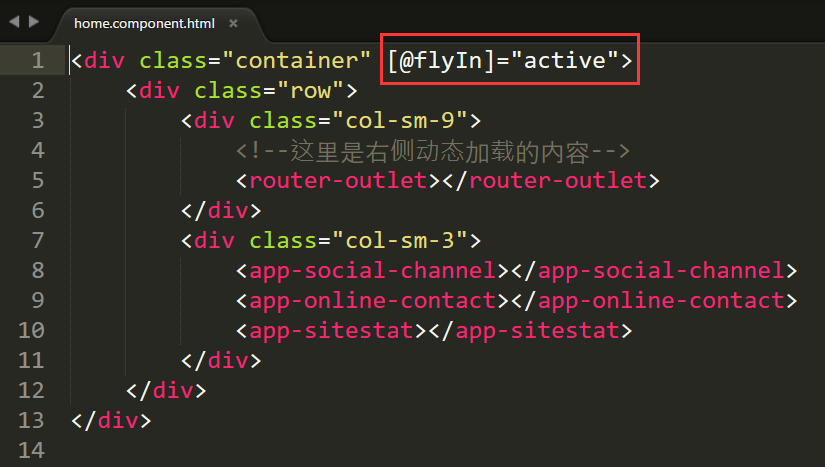 home.component.html ×
1 <div class="container" [@flyIn]="active">
2     <div class="row">
3         <div class="col-sm-9">
4             <!--这里是右侧动态加载的内容-->
5             <router-outlet></router-outlet>
6         </div>
7         <div class="col-sm-3">
8             <app-social-channel></app-social-channel>
9             <app-online-contact></app-online-contact>
10             <app-sitestat></app-sitestat>
11         </div>
12     </div>
13 </div>
14